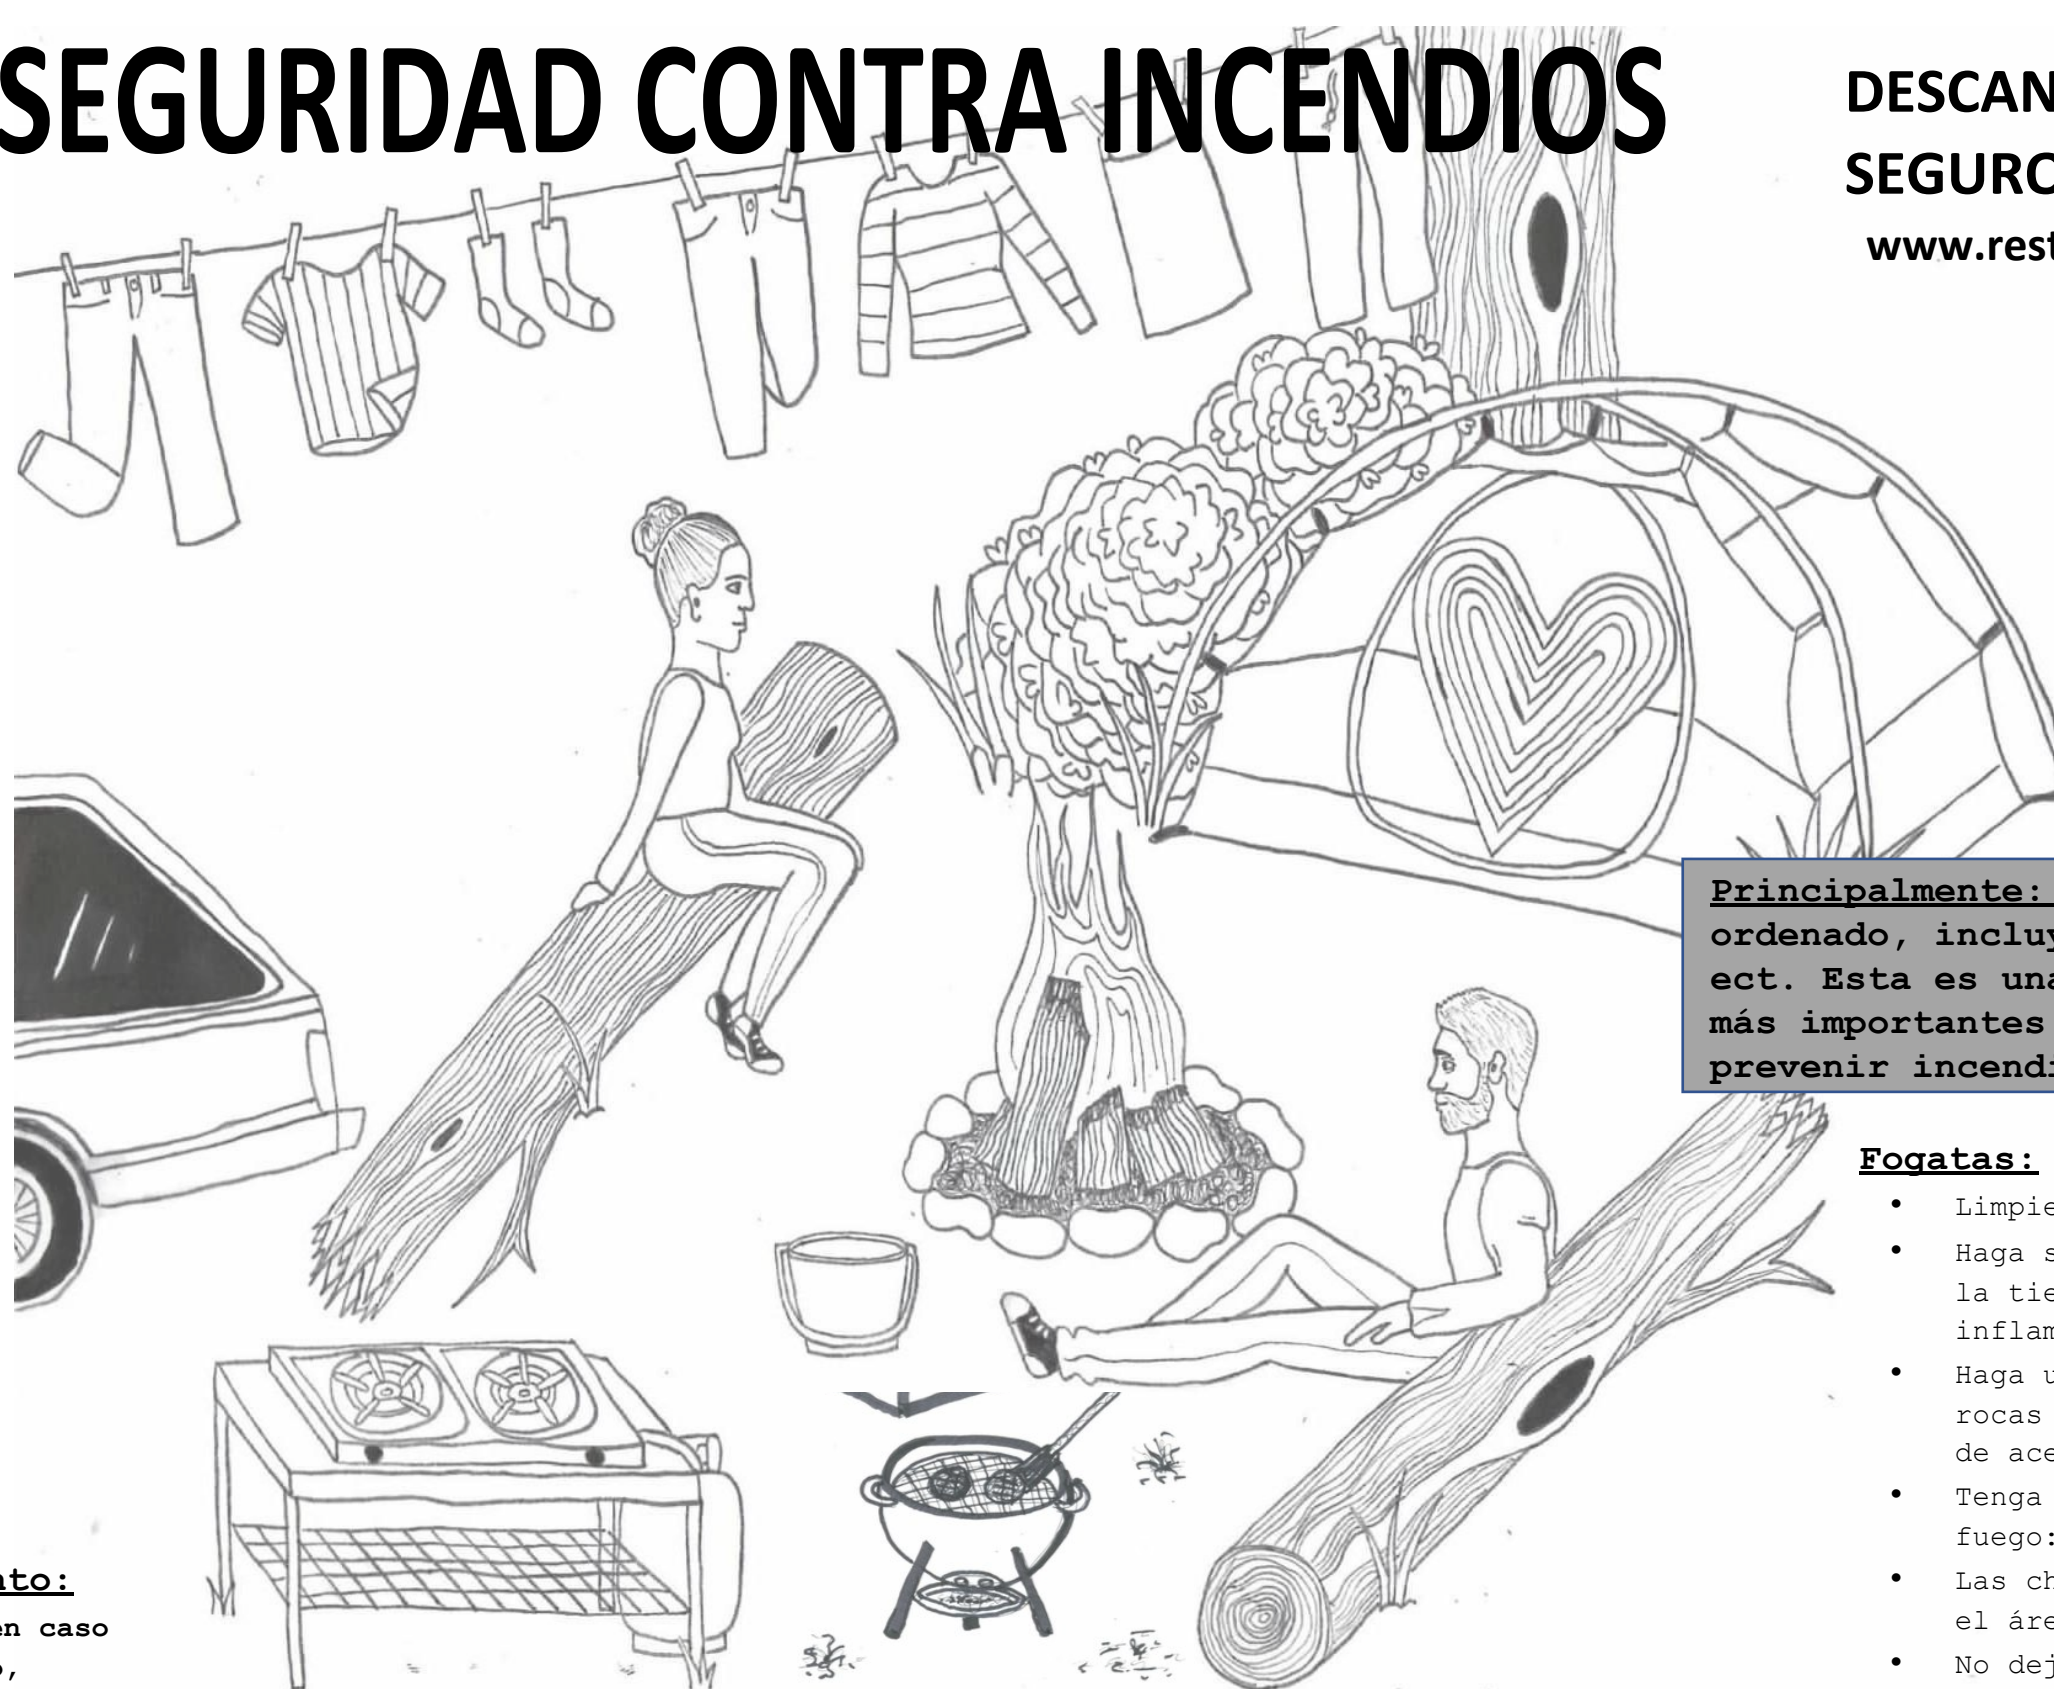 SEGURIDAD CONTRA INCENDIOS
DESCAN
SEGURO
www.rest
Principalmente:
ordenado, incluy
ect. Esta es una
más importantes
prevenir incendi
Fogatas:
• Limpie
• Haga s
la tie
inflam
• Haga u
rocas
de ace
• Tenga
fuego:
• Las ch
el áre
• No dej
nto:
en caso
o,